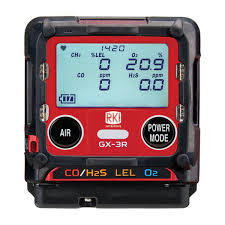 1420
CH₄ %LEL O₂ %
0 20.9
CO ppm H₂S ppm
0 0.0
RKI
AIR
POWER MODE
GX-3R
CO/H2S LEL O2